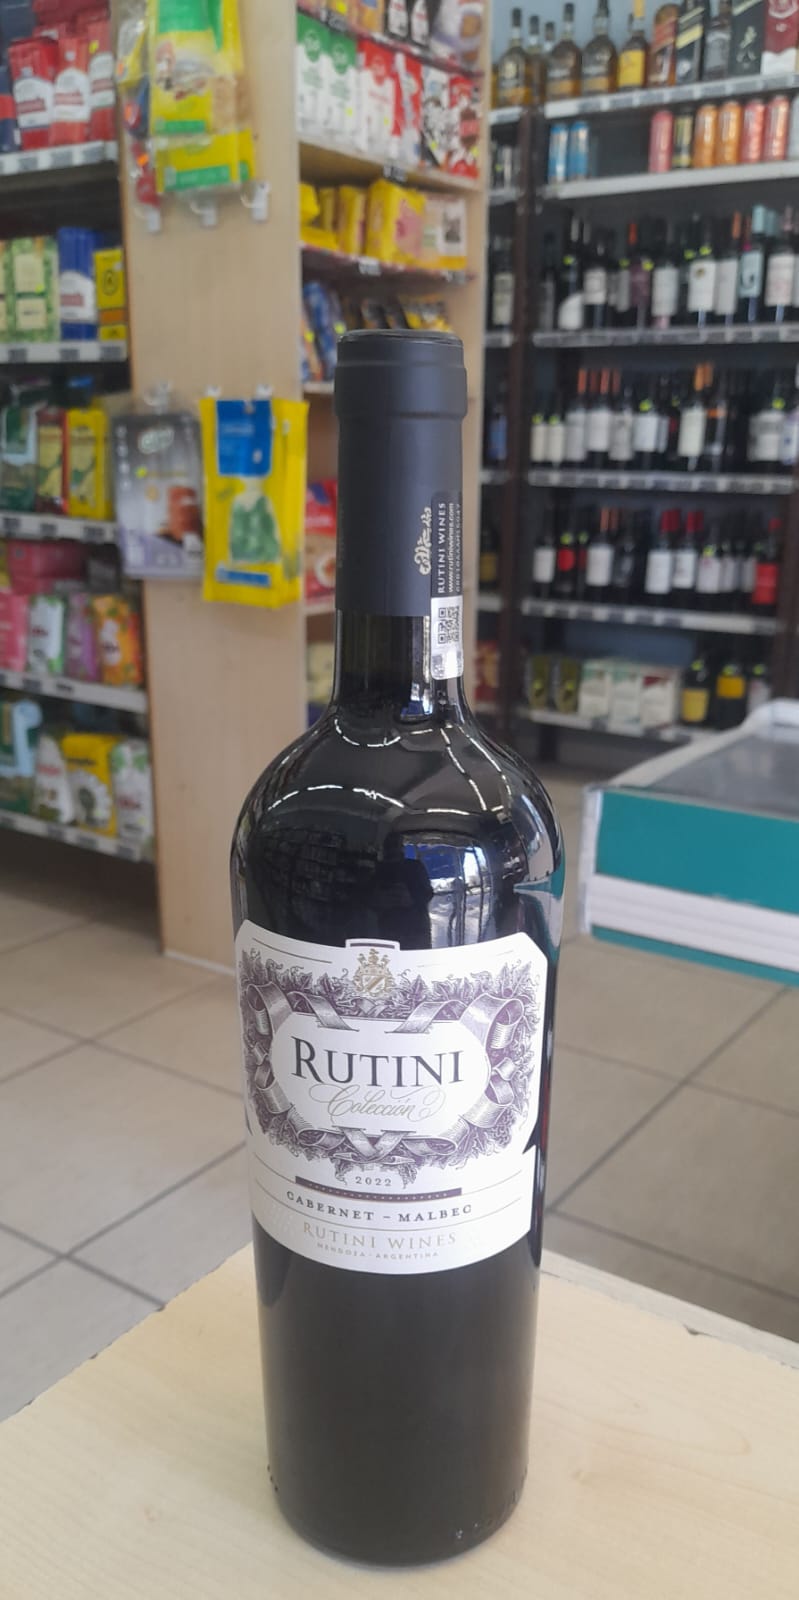 RUTINI WINES
www.rutiniwines.com
RUTINI
Colección
2022
CABERNET - MALBEC
RUTINI WINES
MENDOZA - ARGENTINA